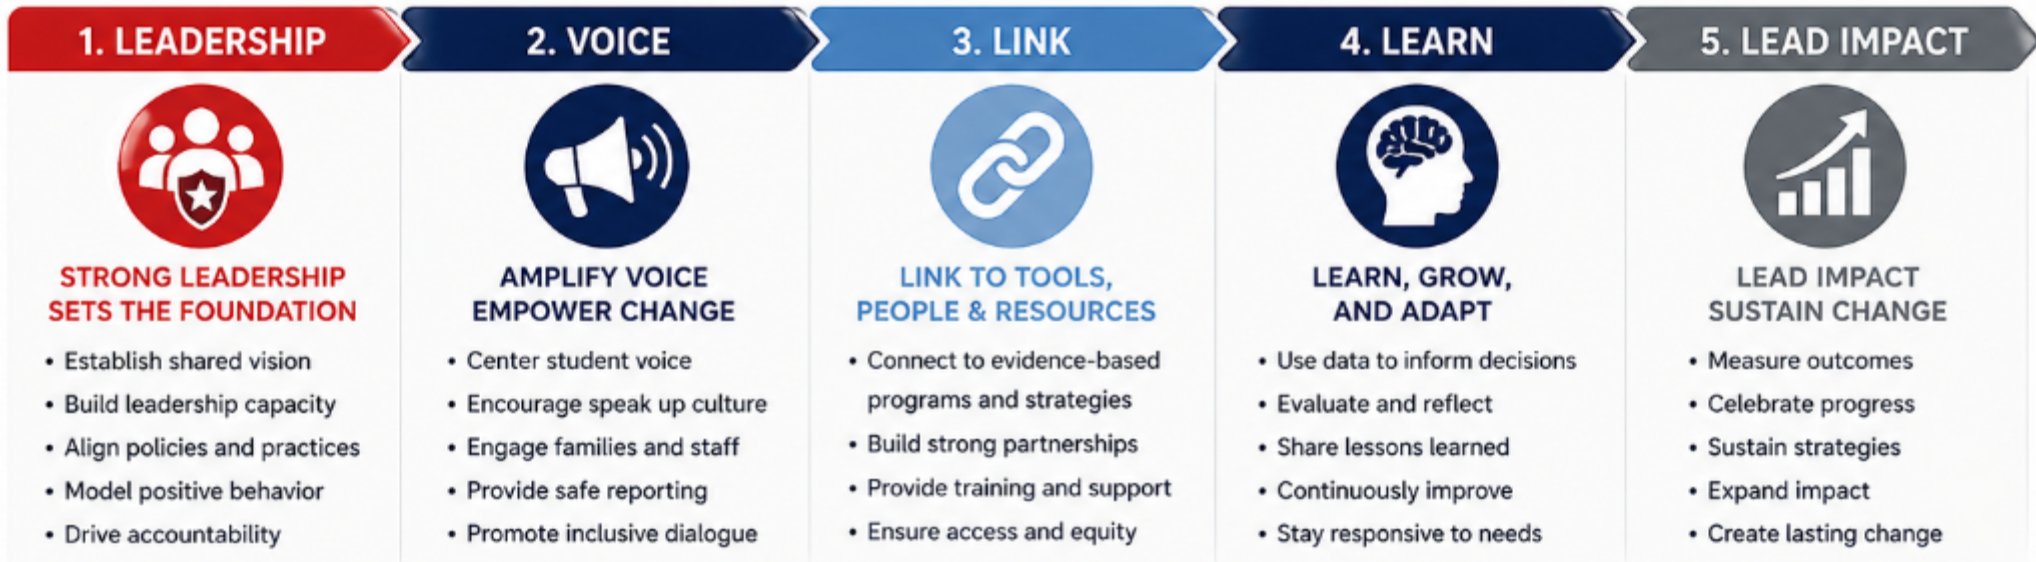 1. LEADERSHIP
2. VOICE
3. LINK
4. LEARN
5. LEAD IMPACT
STRONG LEADERSHIP
SETS THE FOUNDATION
• Establish shared vision
• Build leadership capacity
• Align policies and practices
• Model positive behavior
• Drive accountability
AMPLIFY VOICE
EMPOWER CHANGE
• Center student voice
• Encourage speak up culture
• Engage families and staff
• Provide safe reporting
• Promote inclusive dialogue
LINK TO TOOLS,
PEOPLE & RESOURCES
• Connect to evidence-based
programs and strategies
• Build strong partnerships
• Provide training and support
• Ensure access and equity
LEARN, GROW,
AND ADAPT
• Use data to inform decisions
• Evaluate and reflect
• Share lessons learned
• Continuously improve
• Stay responsive to needs
LEAD IMPACT
SUSTAIN CHANGE
• Measure outcomes
• Celebrate progress
• Sustain strategies
• Expand impact
• Create lasting change